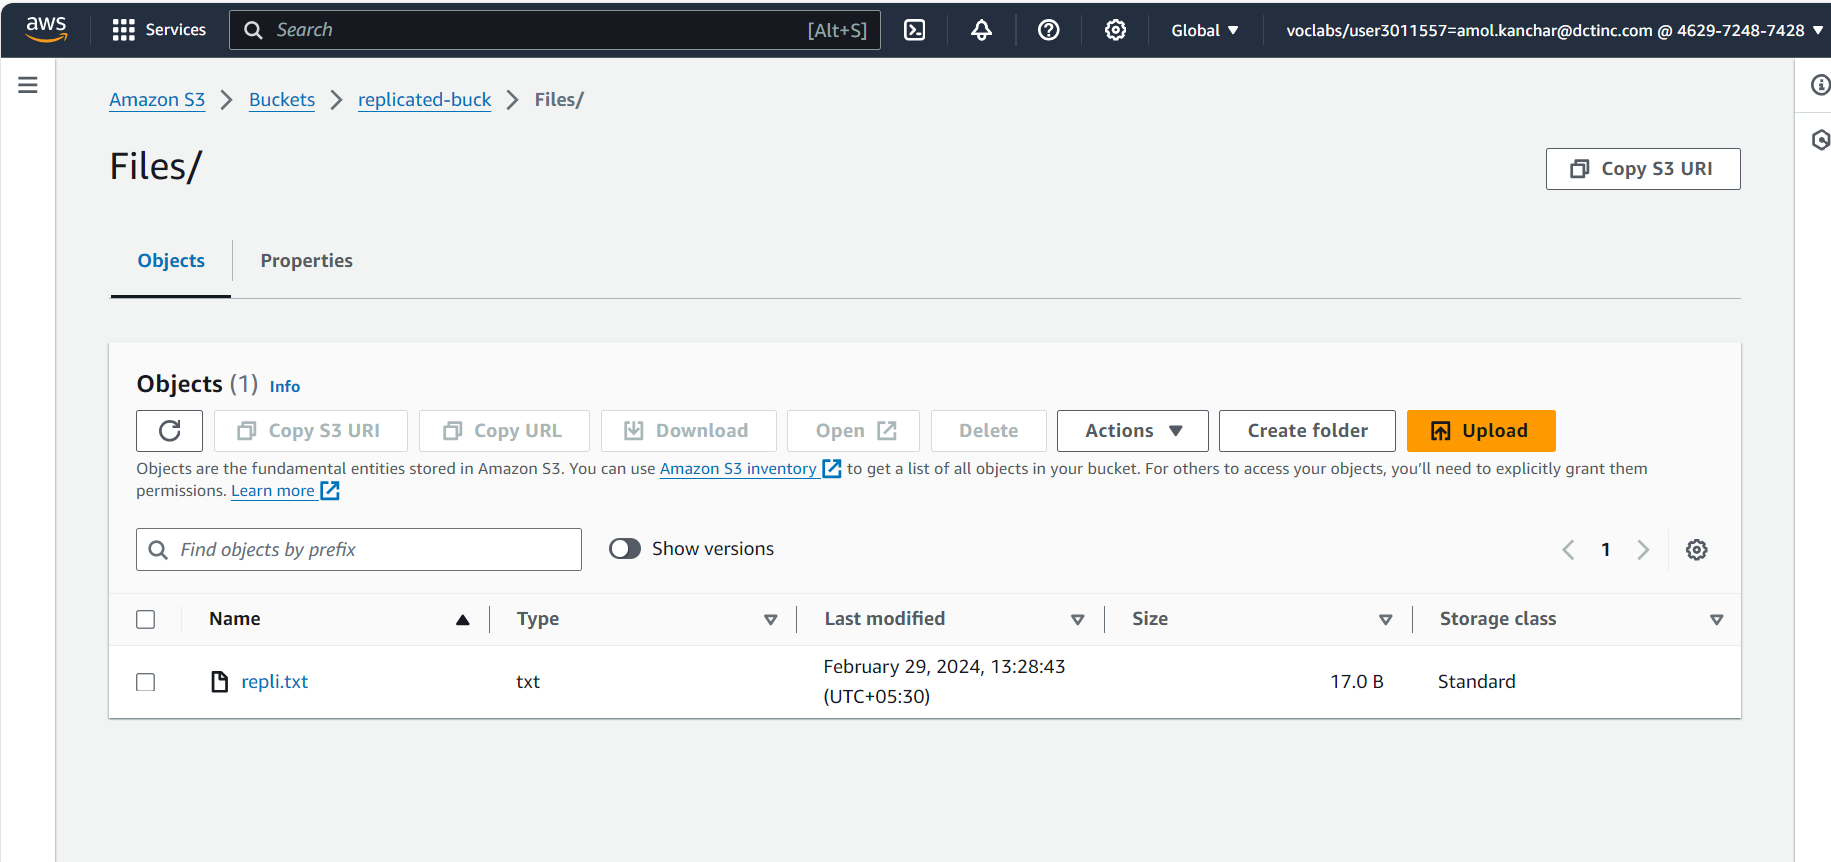 aws Services Search [Alt+S] Global voclabs/user3011557=amol.kanchar@dctinc.com @ 4629-7248-7428
Amazon S3 Buckets replicated-buck Files/
Files/
Copy S3 URI
Objects Properties
Objects (1) Info
Copy S3 URI Copy URL Download Open Delete Actions Create folder Upload
Objects are the fundamental entities stored in Amazon S3. You can use Amazon S3 inventory to get a list of all objects in your bucket. For others to access your objects, you’ll need to explicitly grant them
permissions. Learn more
Find objects by prefix Show versions 1
Name Type Last modified Size Storage class
repli.txt txt February 29, 2024, 13:28:43 17.0 B Standard
(UTC+05:30)